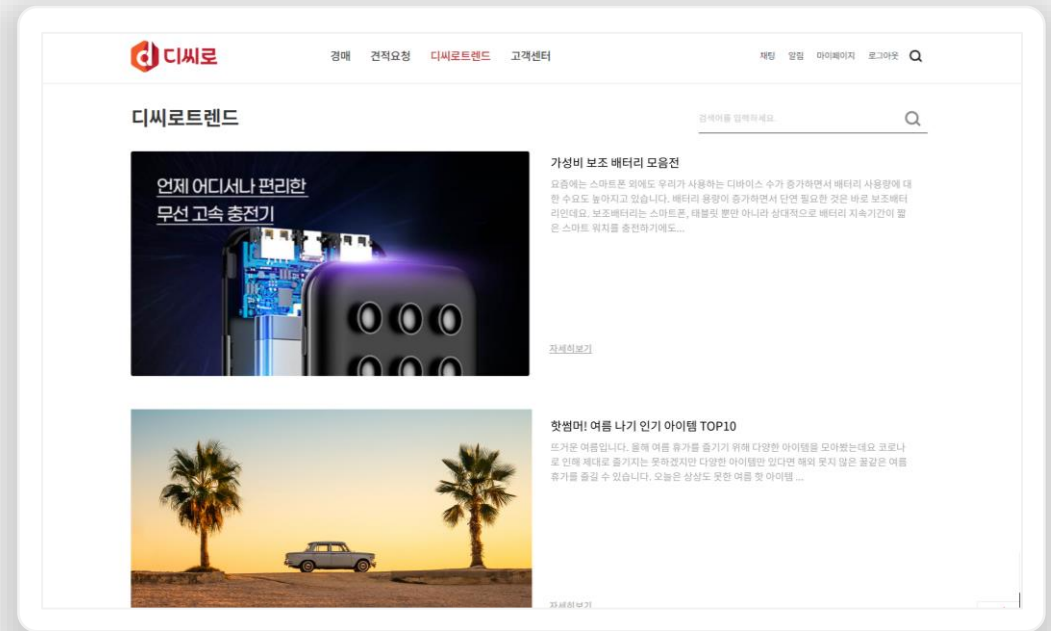 디씨로
경매 견적요청 디씨로트렌드 고객센터
채팅 알림 마이페이지 로그아웃
디씨로트렌드
검색어를 입력하세요.
언제 어디서나 편리한
무선 고속 충전기
가성비 보조 배터리 모음전
요즘에는 스마트폰 외에도 우리가 사용하는 디바이스 수가 증가하면서 배터리 사용량에 대
한 수요도 높아지고 있습니다. 배터리 용량이 증가하면서 단연 필요한 것은 바로 보조배터
리인데요. 보조배터리는 스마트폰, 태블릿 뿐만 아니라 상대적으로 배터리 지속기간이 짧
은 스마트 워치를 충전하기에도...
자세히보기
핫썸머! 여름 나기 인기 아이템 TOP10
뜨거운 여름입니다. 올해 여름 휴가를 즐기기 위해 다양한 아이템을 모아봤는데요 코로나
로 인해 제대로 즐기지는 못하겠지만 다양한 아이템만 있다면 해외 못지 않은 꿀같은 여름
휴가를 즐길 수 있습니다. 오늘은 상상도 못한 여름 핫 아이템 ...
자세히보기